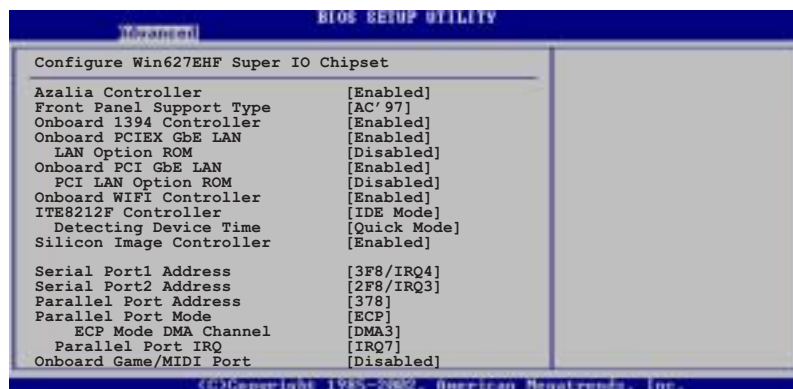 BIOS SETUP UTILITY
Advanced
Configure Win627EHF Super IO Chipset
Azalia Controller [Enabled]
Front Panel Support Type [AC’97]
Onboard 1394 Controller [Enabled]
Onboard PCIEX GbE LAN [Enabled]
LAN Option ROM [Disabled]
Onboard PCI GbE LAN [Enabled]
PCI LAN Option ROM [Disabled]
Onboard WIFI Controller [Enabled]
ITE8212F Controller [IDE Mode]
Detecting Device Time [Quick Mode]
Silicon Image Controller [Enabled]
Serial Port1 Address [3F8/IRQ4]
Serial Port2 Address [2F8/IRQ3]
Parallel Port Address [378]
Parallel Port Mode [ECP]
ECP Mode DMA Channel [DMA3]
Parallel Port IRQ [IRQ7]
Onboard Game/MIDI Port [Disabled]
(C)Copyright 1985-2002, American Megatrends, Inc.